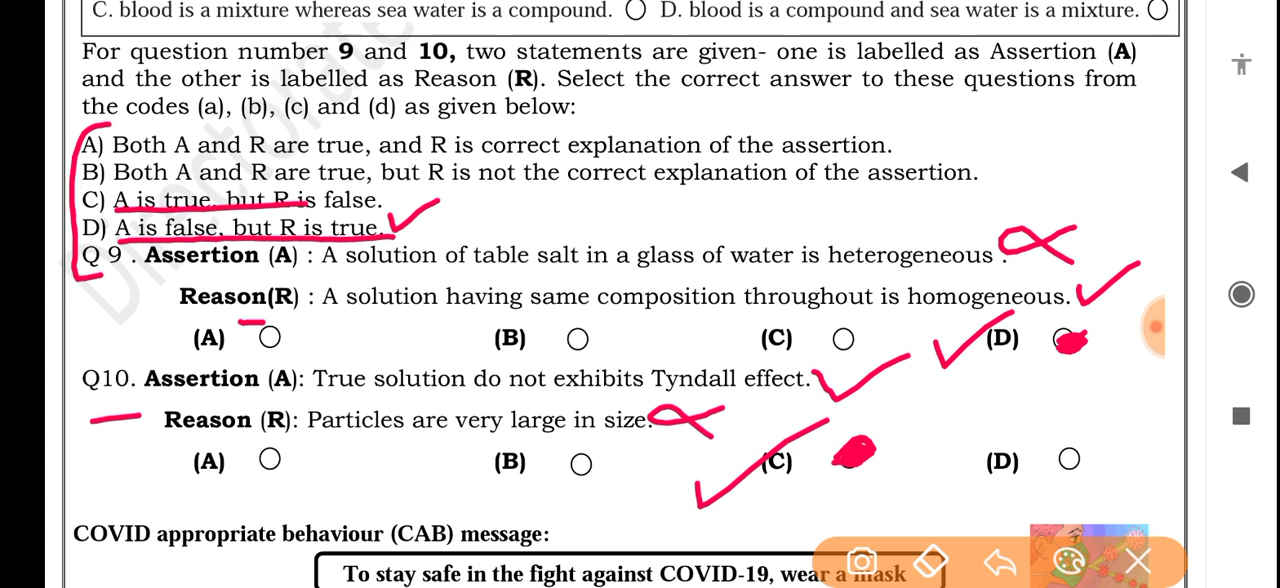 C. blood is a mixture whereas sea water is a compound. D. blood is a compound and sea water is a mixture.
For question number 9 and 10, two statements are given- one is labelled as Assertion (A)
and the other is labelled as Reason (R). Select the correct answer to these questions from
the codes (a), (b), (c) and (d) as given below:
A) Both A and R are true, and R is correct explanation of the assertion.
B) Both A and R are true, but R is not the correct explanation of the assertion.
C) A is true, but R is false.
D) A is false, but R is true.
Q 9 . Assertion (A) : A solution of table salt in a glass of water is heterogeneous .
Reason(R) : A solution having same composition throughout is homogeneous.
(A) (B) (C) (D)
Q10. Assertion (A): True solution do not exhibits Tyndall effect.
Reason (R): Particles are very large in size.
(A) (B) (C) (D)
COVID appropriate behaviour (CAB) message:
To stay safe in the fight against COVID-19, wear a mask